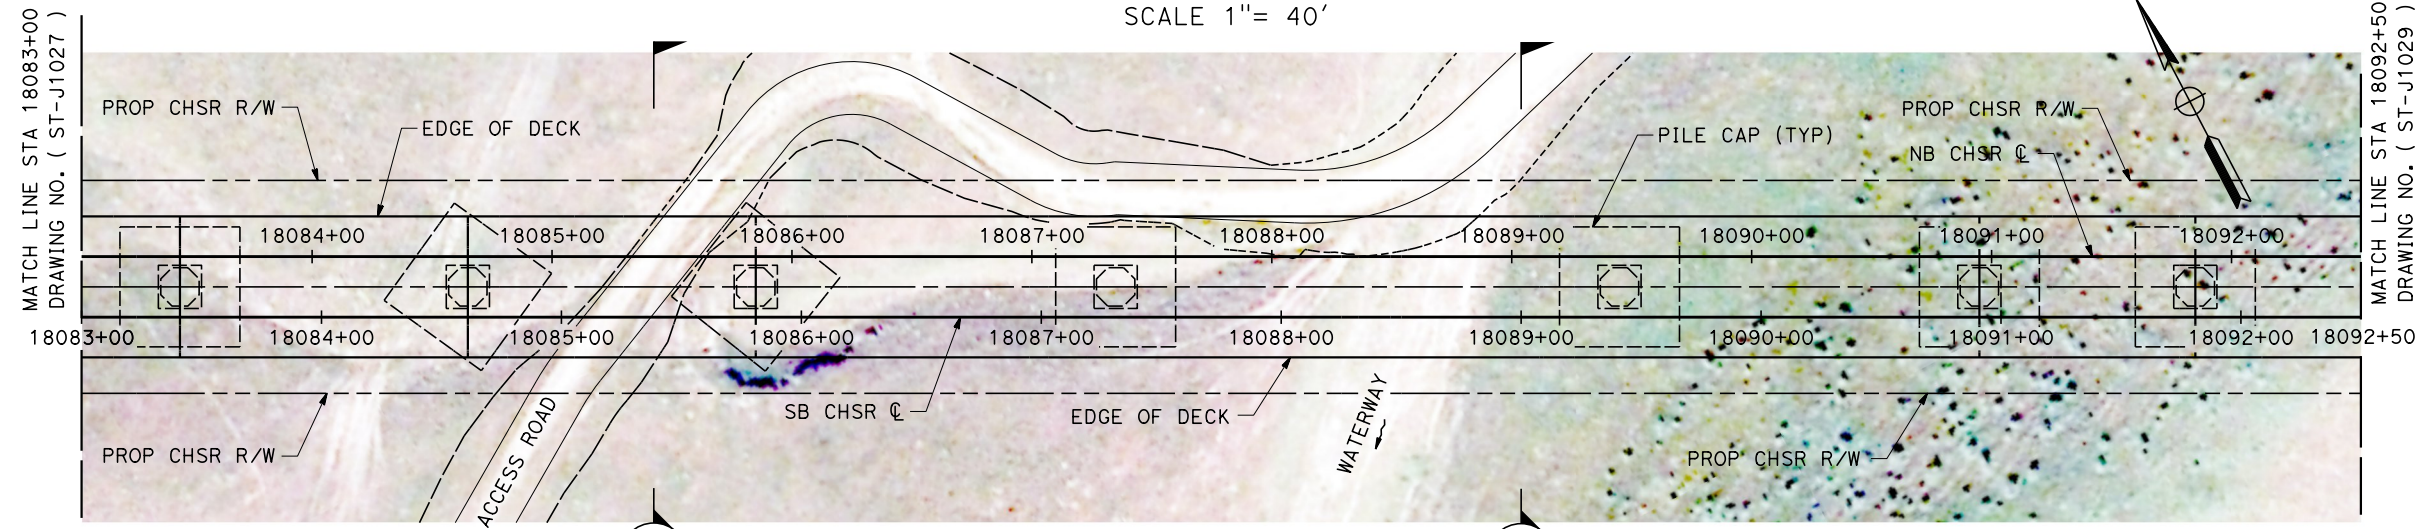 SCALE 1"= 40'
MATCH LINE STA 18083+00
DRAWING NO. ( ST-J1027 )
PROP CHSR R/W
EDGE OF DECK
PILE CAP (TYP)
PROP CHSR R/W
NB CHSR ℄
18084+00
18085+00
18086+00
18087+00
18088+00
18089+00
18090+00
18091+00
18092+00
18083+00
18084+00
18085+00
18086+00
18087+00
18088+00
18089+00
18090+00
18091+00
18092+00
18092+50
SB CHSR ℄
EDGE OF DECK
WATERWAY
ACCESS ROAD
PROP CHSR R/W
PROP CHSR R/W
MATCH LINE STA 18092+50
DRAWING NO. ( ST-J1029 )